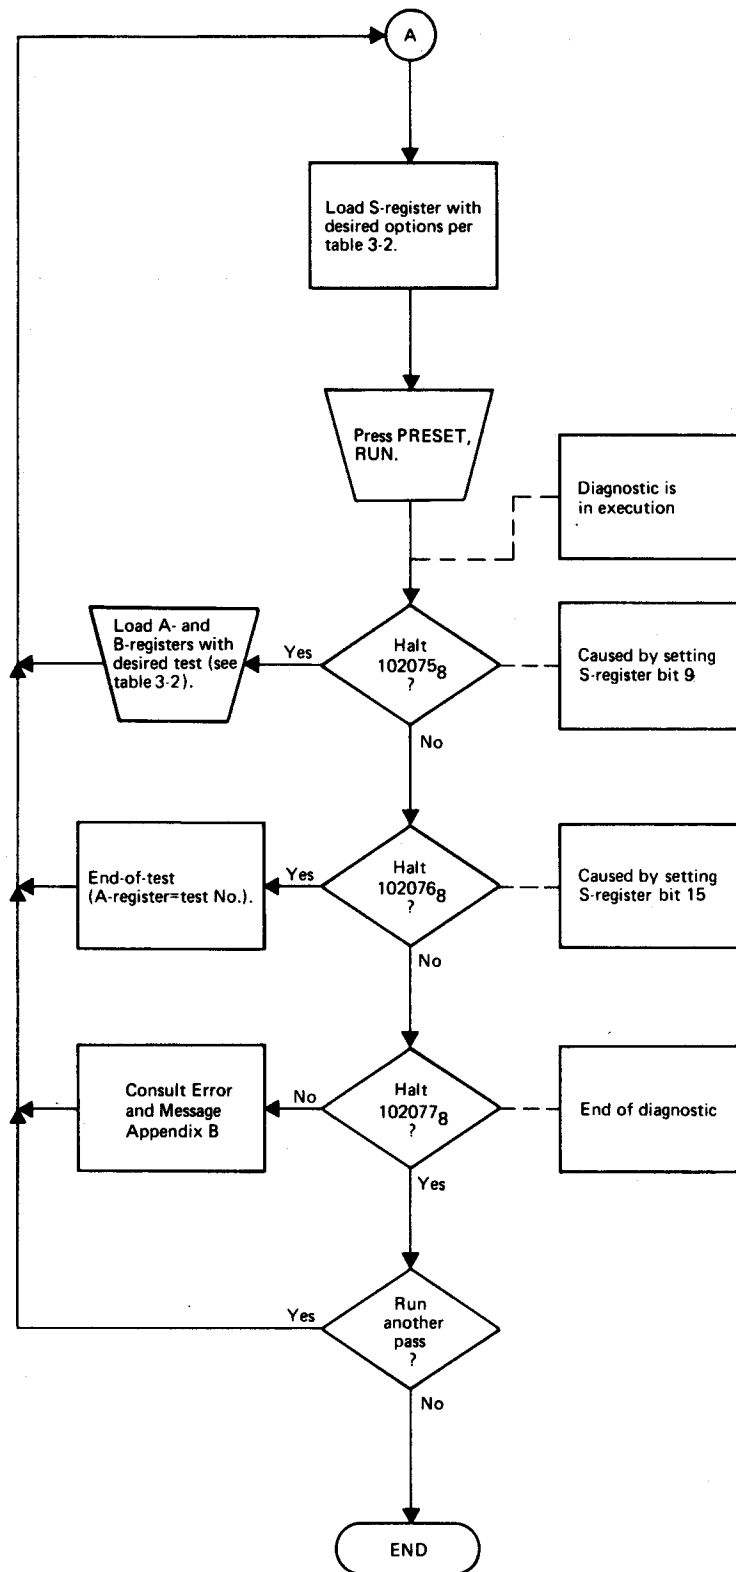 A
Load S-register with
desired options per
table 3-2.
Press PRESET,
RUN.
Diagnostic is
in execution
Load A- and
B-registers with
desired test (see
table 3-2).
Yes
Halt
102075₈
?
Caused by setting
S-register bit 9
No
End-of-test
(A-register=test No.).
Yes
Halt
102076₈
?
Caused by setting
S-register bit 15
No
Consult Error
and Message
Appendix B
No
Halt
102077₈
?
End of diagnostic
Yes
Yes
Run
another
pass
?
No
END